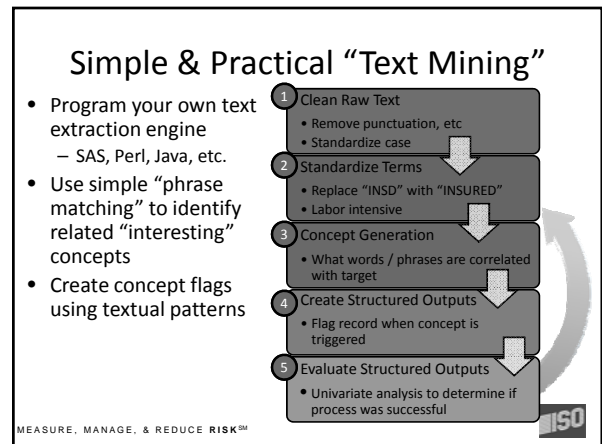 Simple & Practical “Text Mining”
• Program your own text
extraction engine
– SAS, Perl, Java, etc.
• Use simple “phrase
matching” to identify
related “interesting”
concepts
• Create concept flags
using textual patterns
1 Clean Raw Text
• Remove punctuation, etc
• Standardize case
2 Standardize Terms
• Replace “INSD” with “INSURED”
• Labor intensive
3 Concept Generation
• What words / phrases are correlated
with target
4 Create Structured Outputs
• Flag record when concept is
triggered
5 Evaluate Structured Outputs
• Univariate analysis to determine if
process was successful
MEASURE, MANAGE, & REDUCE RISK℠
ISO